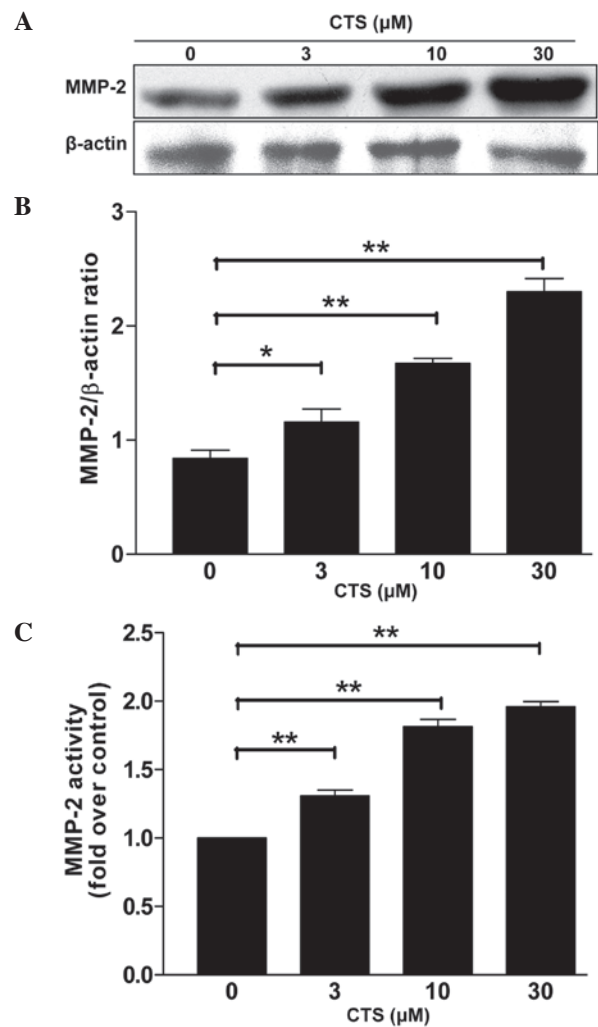 A
CTS (µM)
0 3 10 30
MMP-2
β-actin
B
MMP-2/β-actin ratio
3
2
1
0
**
**
*
0 3 10 30
CTS (µM)
C
MMP-2 activity
(fold over control)
2.5
2.0
1.5
1.0
0.5
0.0
**
**
**
0 3 10 30
CTS (µM)